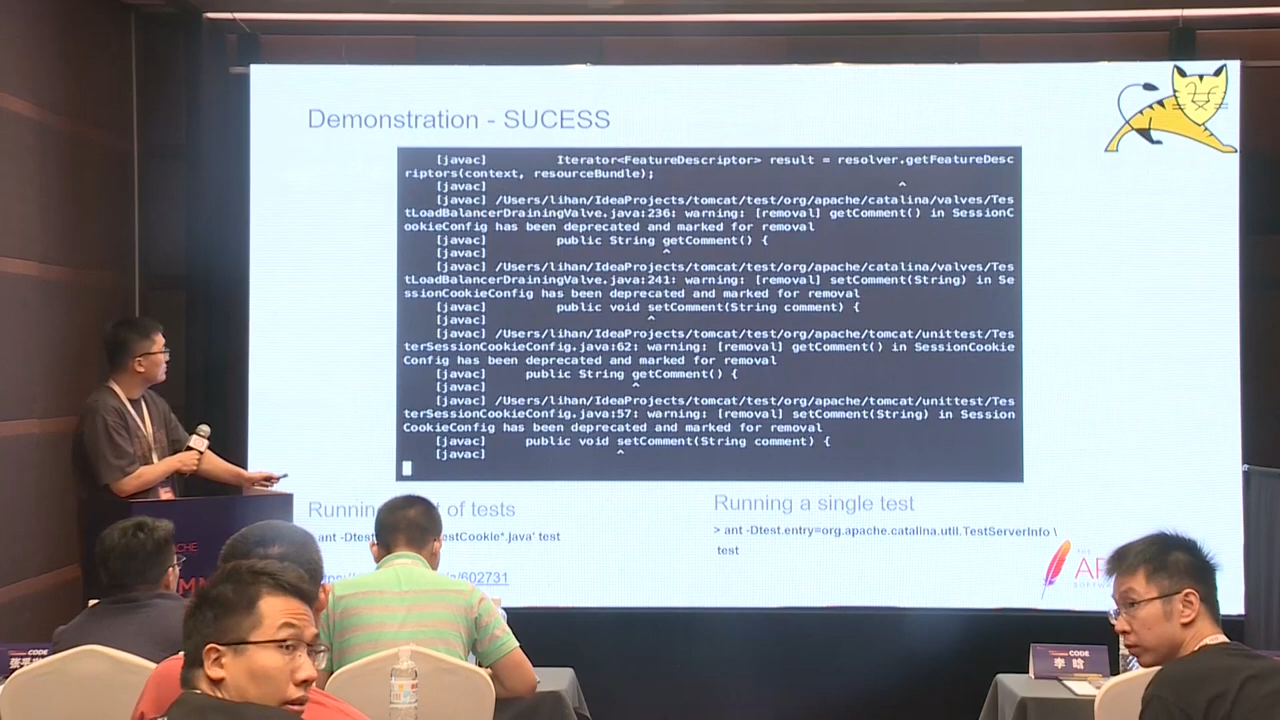 Demonstration - SUCESS
[javac] Iterator<FeatureDescriptor> result = resolver.getFeatureDesc
riptors(context, resourceBundle);
[javac] ^
[javac] /Users/lihan/IdeaProjects/tomcat/test/org/apache/catalina/valves/Tes
tLoadBalancerDrainingValve.java:236: warning: [removal] getComment() in SessionC
ookieConfig has been deprecated and marked for removal
[javac] public String getComment() {
[javac] ^
[javac] /Users/lihan/IdeaProjects/tomcat/test/org/apache/catalina/valves/Tes
tLoadBalancerDrainingValve.java:241: warning: [removal] setComment(String) in Se
ssionCookieConfig has been deprecated and marked for removal
[javac] public void setComment(String comment) {
[javac] ^
[javac] /Users/lihan/IdeaProjects/tomcat/test/org/apache/tomcat/unittest/Tes
terSessionCookieConfig.java:62: warning: [removal] getComment() in SessionCookie
Config has been deprecated and marked for removal
[javac] public String getComment() {
[javac] ^
[javac] /Users/lihan/IdeaProjects/tomcat/test/org/apache/tomcat/unittest/Tes
terSessionCookieConfig.java:57: warning: [removal] setComment(String) in Session
CookieConfig has been deprecated and marked for removal
[javac] public void setComment(String comment) {
[javac] ^
Running t of tests
ant -Dtest estCookie*.java' test
602731
Running a single test
> ant -Dtest.entry=org.apache.catalina.util.TestServerInfo \
test
THE
AP
SOFTWA
CODE
李 晗
CODE